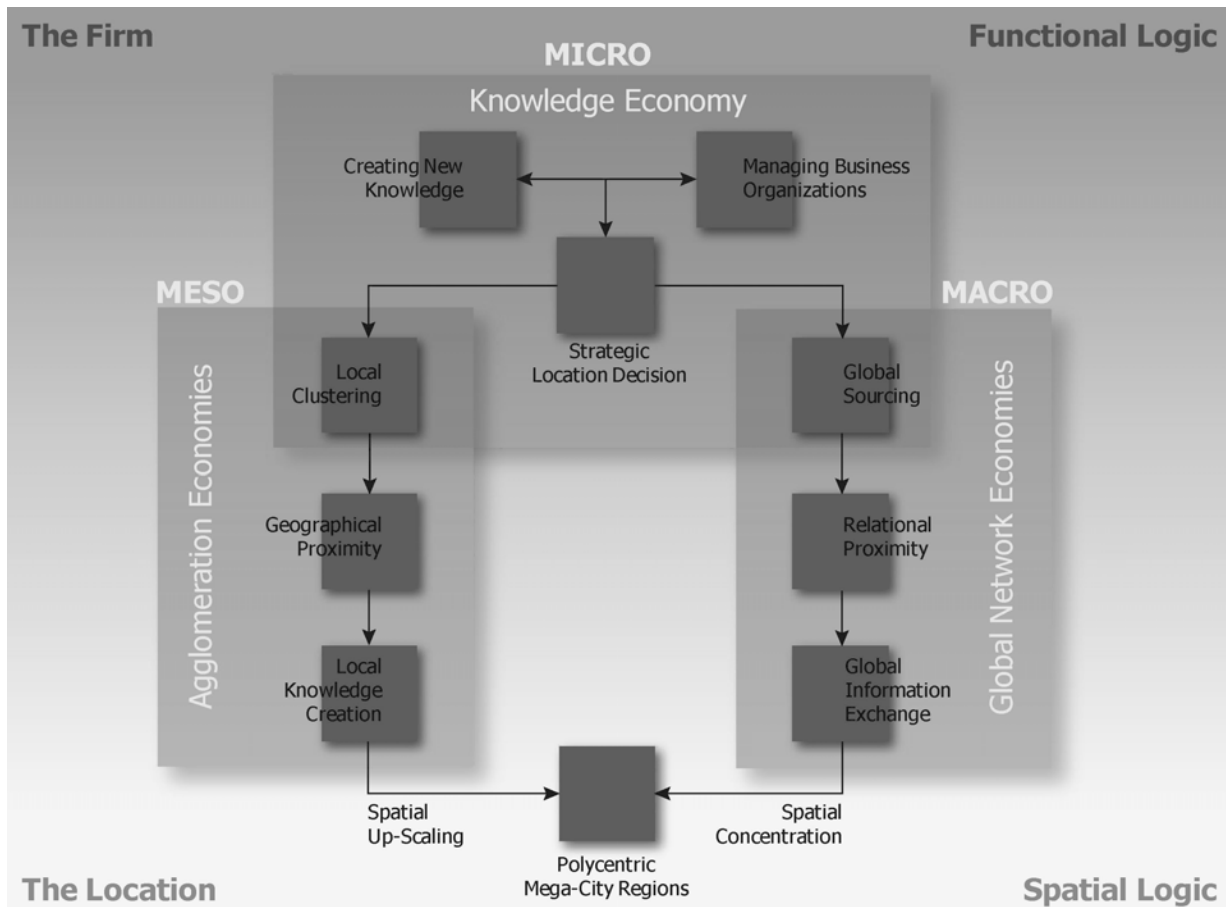 The Firm
Functional Logic
MICRO
Knowledge Economy
Creating New
Knowledge
Managing Business
Organizations
MESO
MACRO
Strategic
Location Decision
Agglomeration Economies
Local
Clustering
Global
Sourcing
Global Network Economies
Geographical
Proximity
Relational
Proximity
Local
Knowledge
Creation
Global
Information
Exchange
Spatial
Up-Scaling
Spatial
Concentration
Polycentric
Mega-City Regions
The Location
Spatial Logic